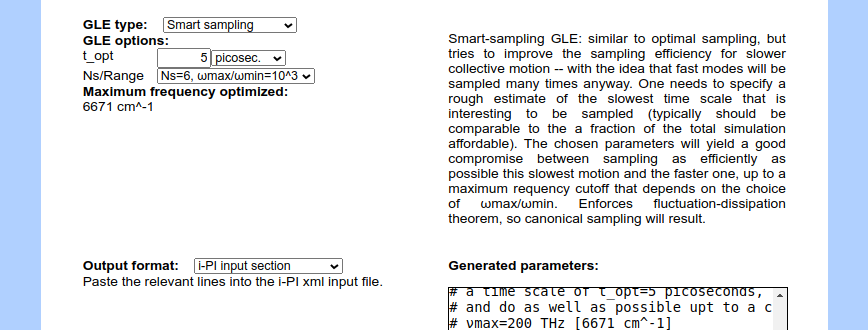 GLE type: Smart sampling
GLE options:
t_opt 5 picosec.
Ns/Range Ns=6, ωmax/ωmin=10^3
Maximum frequency optimized:
6671 cm^-1
Smart-sampling GLE: similar to optimal sampling, but
tries to improve the sampling efficiency for slower
collective motion -- with the idea that fast modes will be
sampled many times anyway. One needs to specify a
rough estimate of the slowest time scale that is
interesting to be sampled (typically should be
comparable to the a fraction of the total simulation
affordable). The chosen parameters will yield a good
compromise between sampling as efficiently as
possible this slowest motion and the faster one, up to a
maximum requency cutoff that depends on the choice
of ωmax/ωmin. Enforces fluctuation-dissipation
theorem, so canonical sampling will result.
Output format: i-PI input section
Paste the relevant lines into the i-PI xml input file.
Generated parameters:
# a time scale of t_opt=5 picoseconds,
# and do as well as possible upt to a c
# νmax=200 THz [6671 cm^-1]